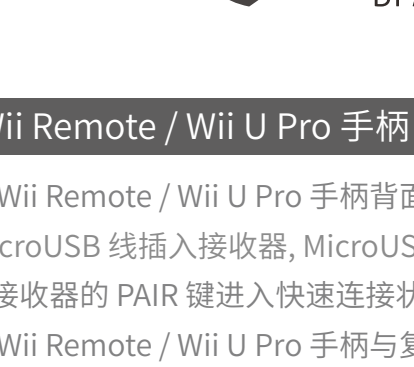 ii Remote / Wii U Pro 手柄
Wii Remote / Wii U Pro 手柄背面
croUSB 线插入接收器, MicroUS
接收器的 PAIR 键进入快速连接状
Wii Remote / Wii U Pro 手柄与复